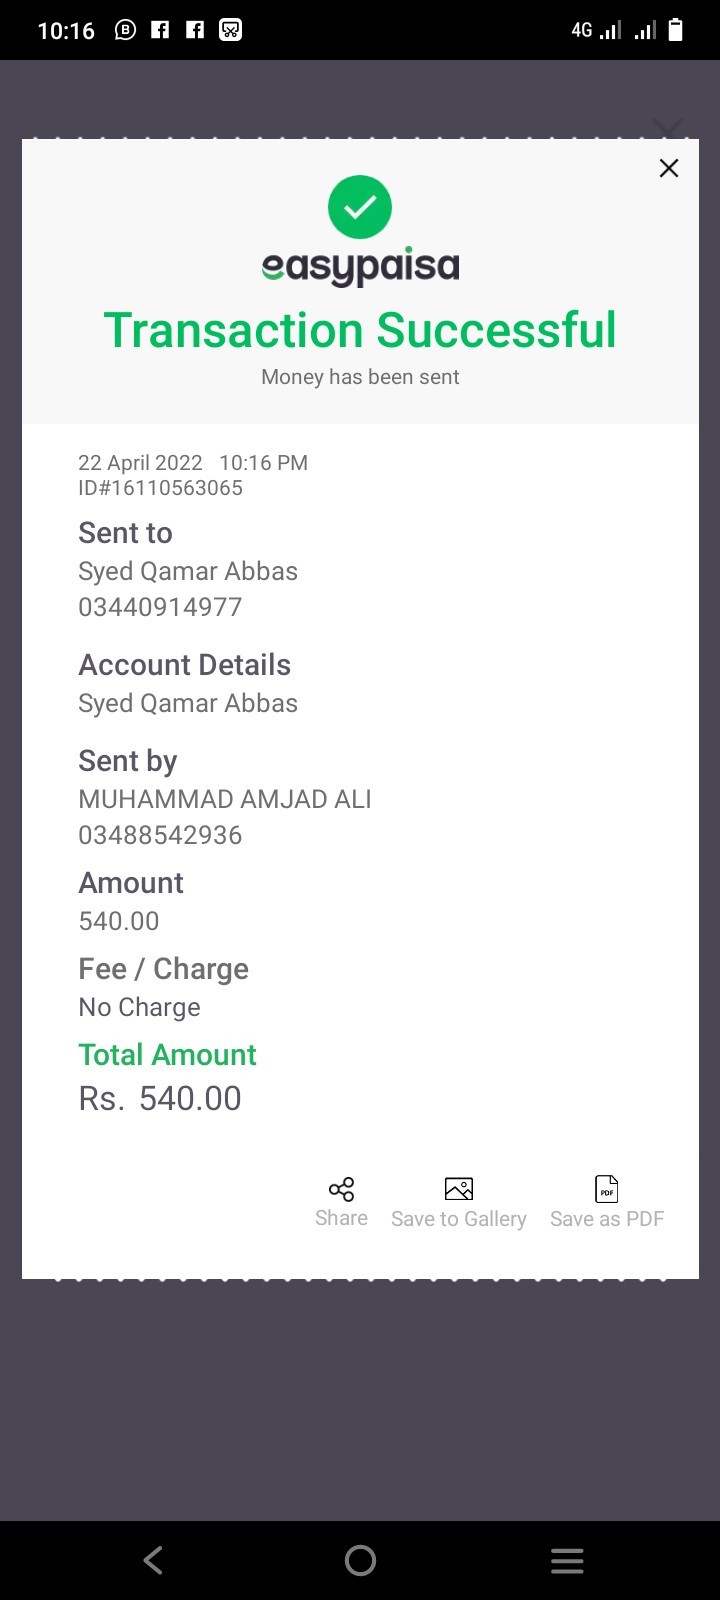 10:16
4G
easypaisa
Transaction Successful
Money has been sent
22 April 2022 10:16 PM
ID#16110563065
Sent to
Syed Qamar Abbas
03440914977
Account Details
Syed Qamar Abbas
Sent by
MUHAMMAD AMJAD ALI
03488542936
Amount
540.00
Fee / Charge
No Charge
Total Amount
Rs. 540.00
PDF
Share Save to Gallery Save as PDF